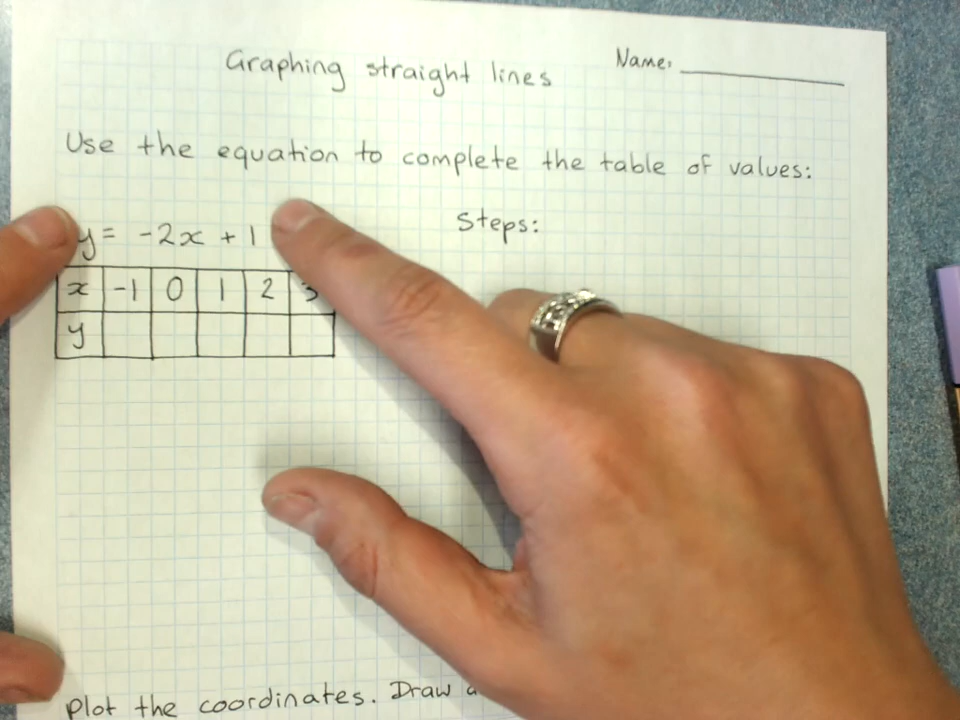 Graphing straight lines Name: ___________
Use the equation to complete the table of values:
Steps:
y = -2x + 1
x -1 0 1 2 3
y
Plot the coordinates. Draw a